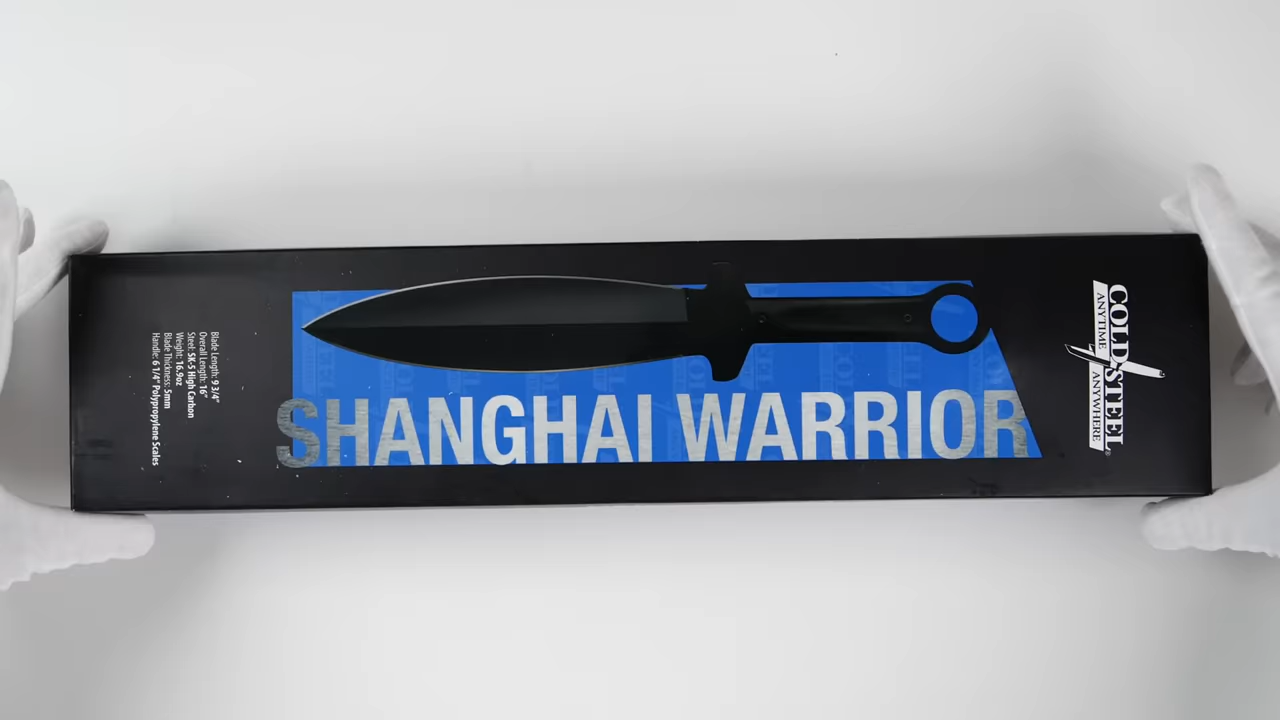 Blade Length: 9 3/4"
Overall Length: 16"
Steel: SK-5 High Carbon
Weight: 16.9oz
Blade Thickness: 5mm
Handle: 6 1/4" Polypropylene Scales
SHANGHAI WARRIOR
COLD STEEL®
ANYTIME ANYWHERE